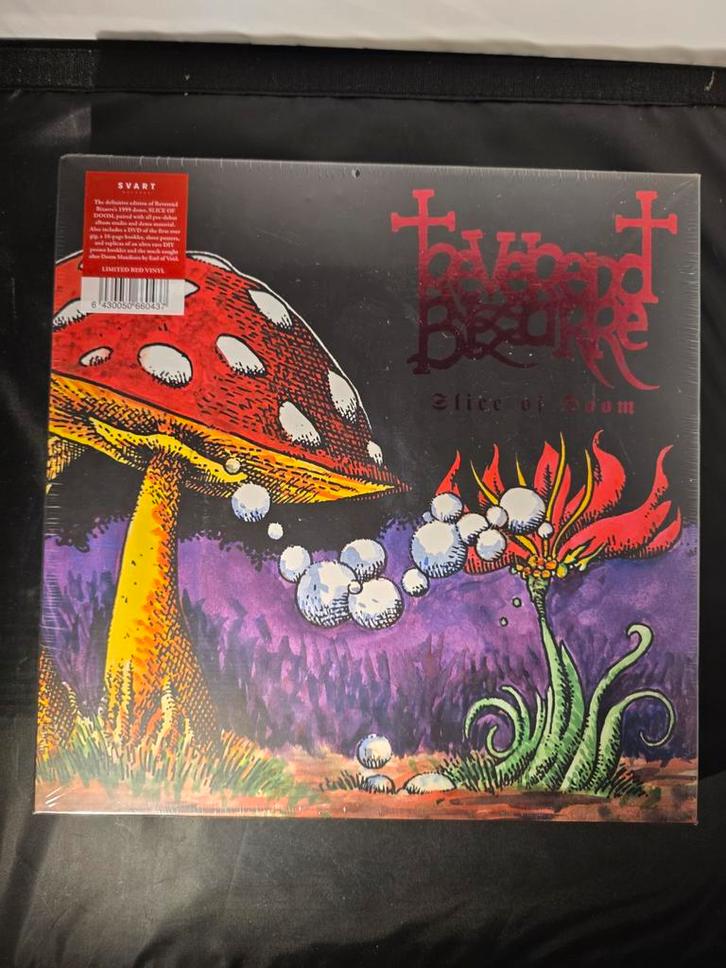 SVART
RECORDS
The definitive edition of Reverend
Bizarre's 1999 demo, SLICE OF
DOOM, paired with all pre-debut
album studio and demo material.
Also includes a DVD of the first ever
gig, a 16-page booklet, three posters,
and replicas of an ultra rare DIY
promo booklet and the much sought
after Doom Manifesto by Earl of Void.
LIMITED RED VINYL
6 430050 660437
Reverend
Bizarre
Slice of Doom